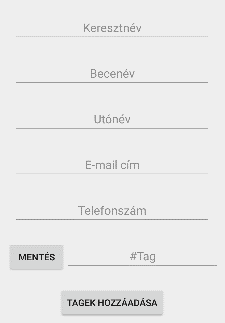 Keresztnév
Becenév
Utónév
E-mail cím
Telefonszám
MENTÉS #Tag
TAGEK HOZZÁADÁSA